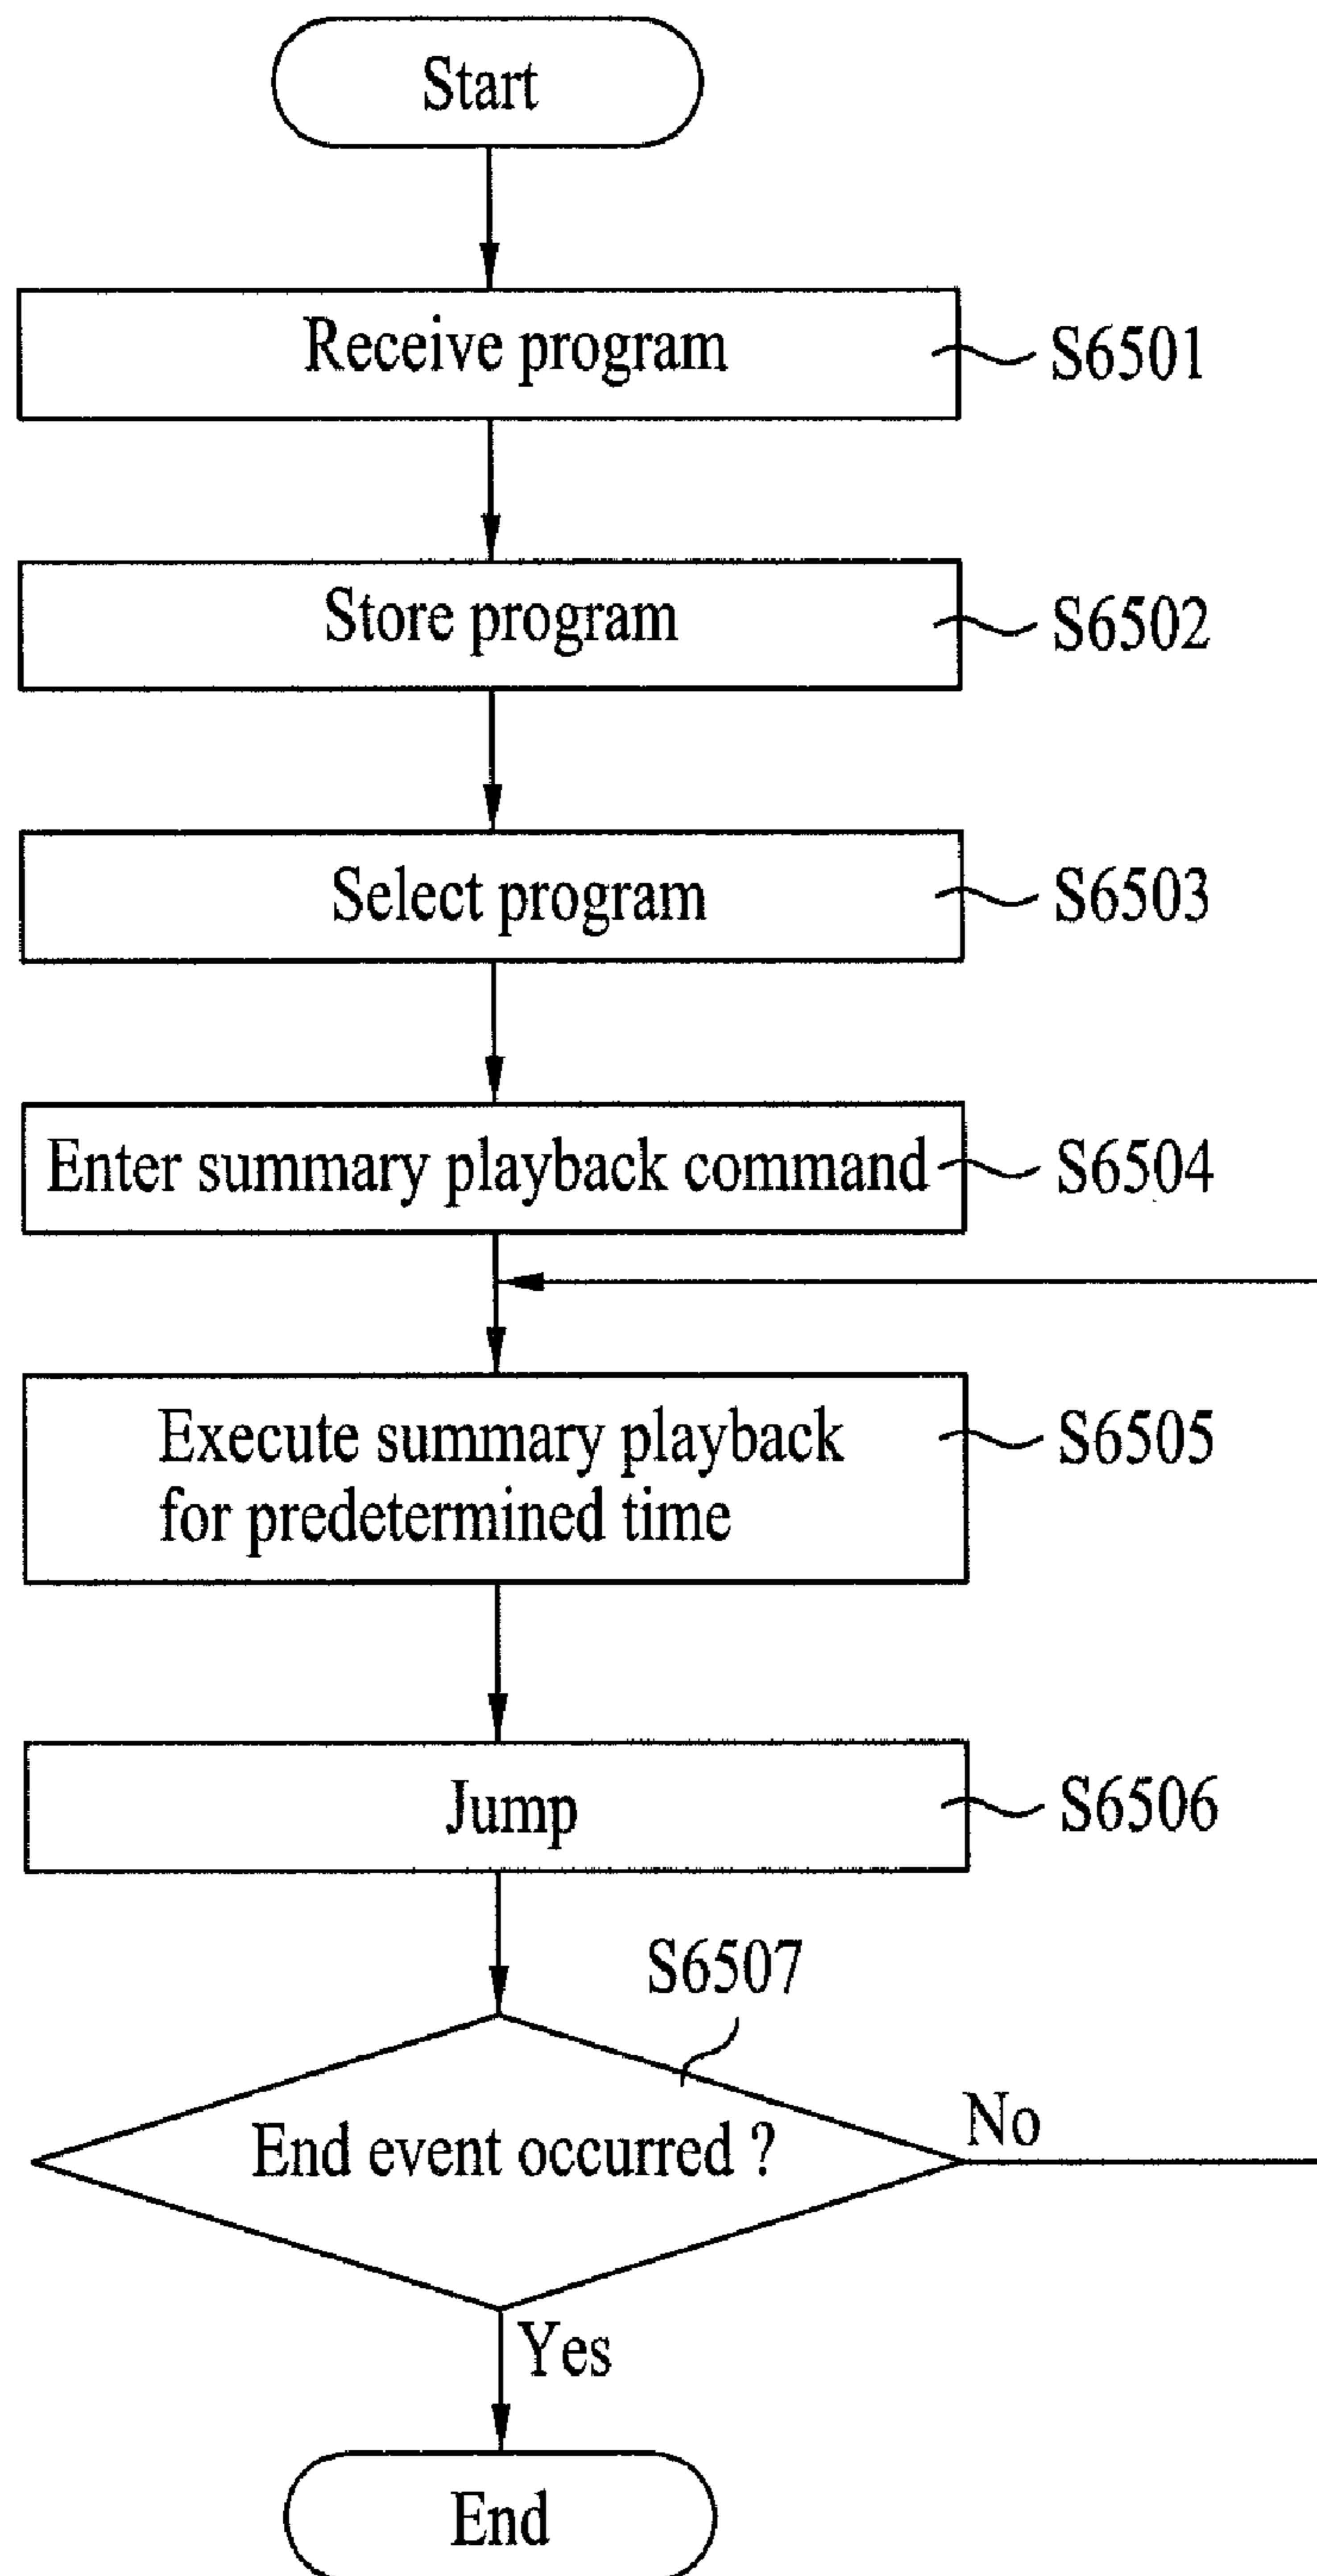 Start
Receive program
S6501
Store program
S6502
Select program
S6503
Enter summary playback command
S6504
Execute summary playback
for predetermined time
S6505
Jump
S6506
S6507
End event occurred ?
No
Yes
End